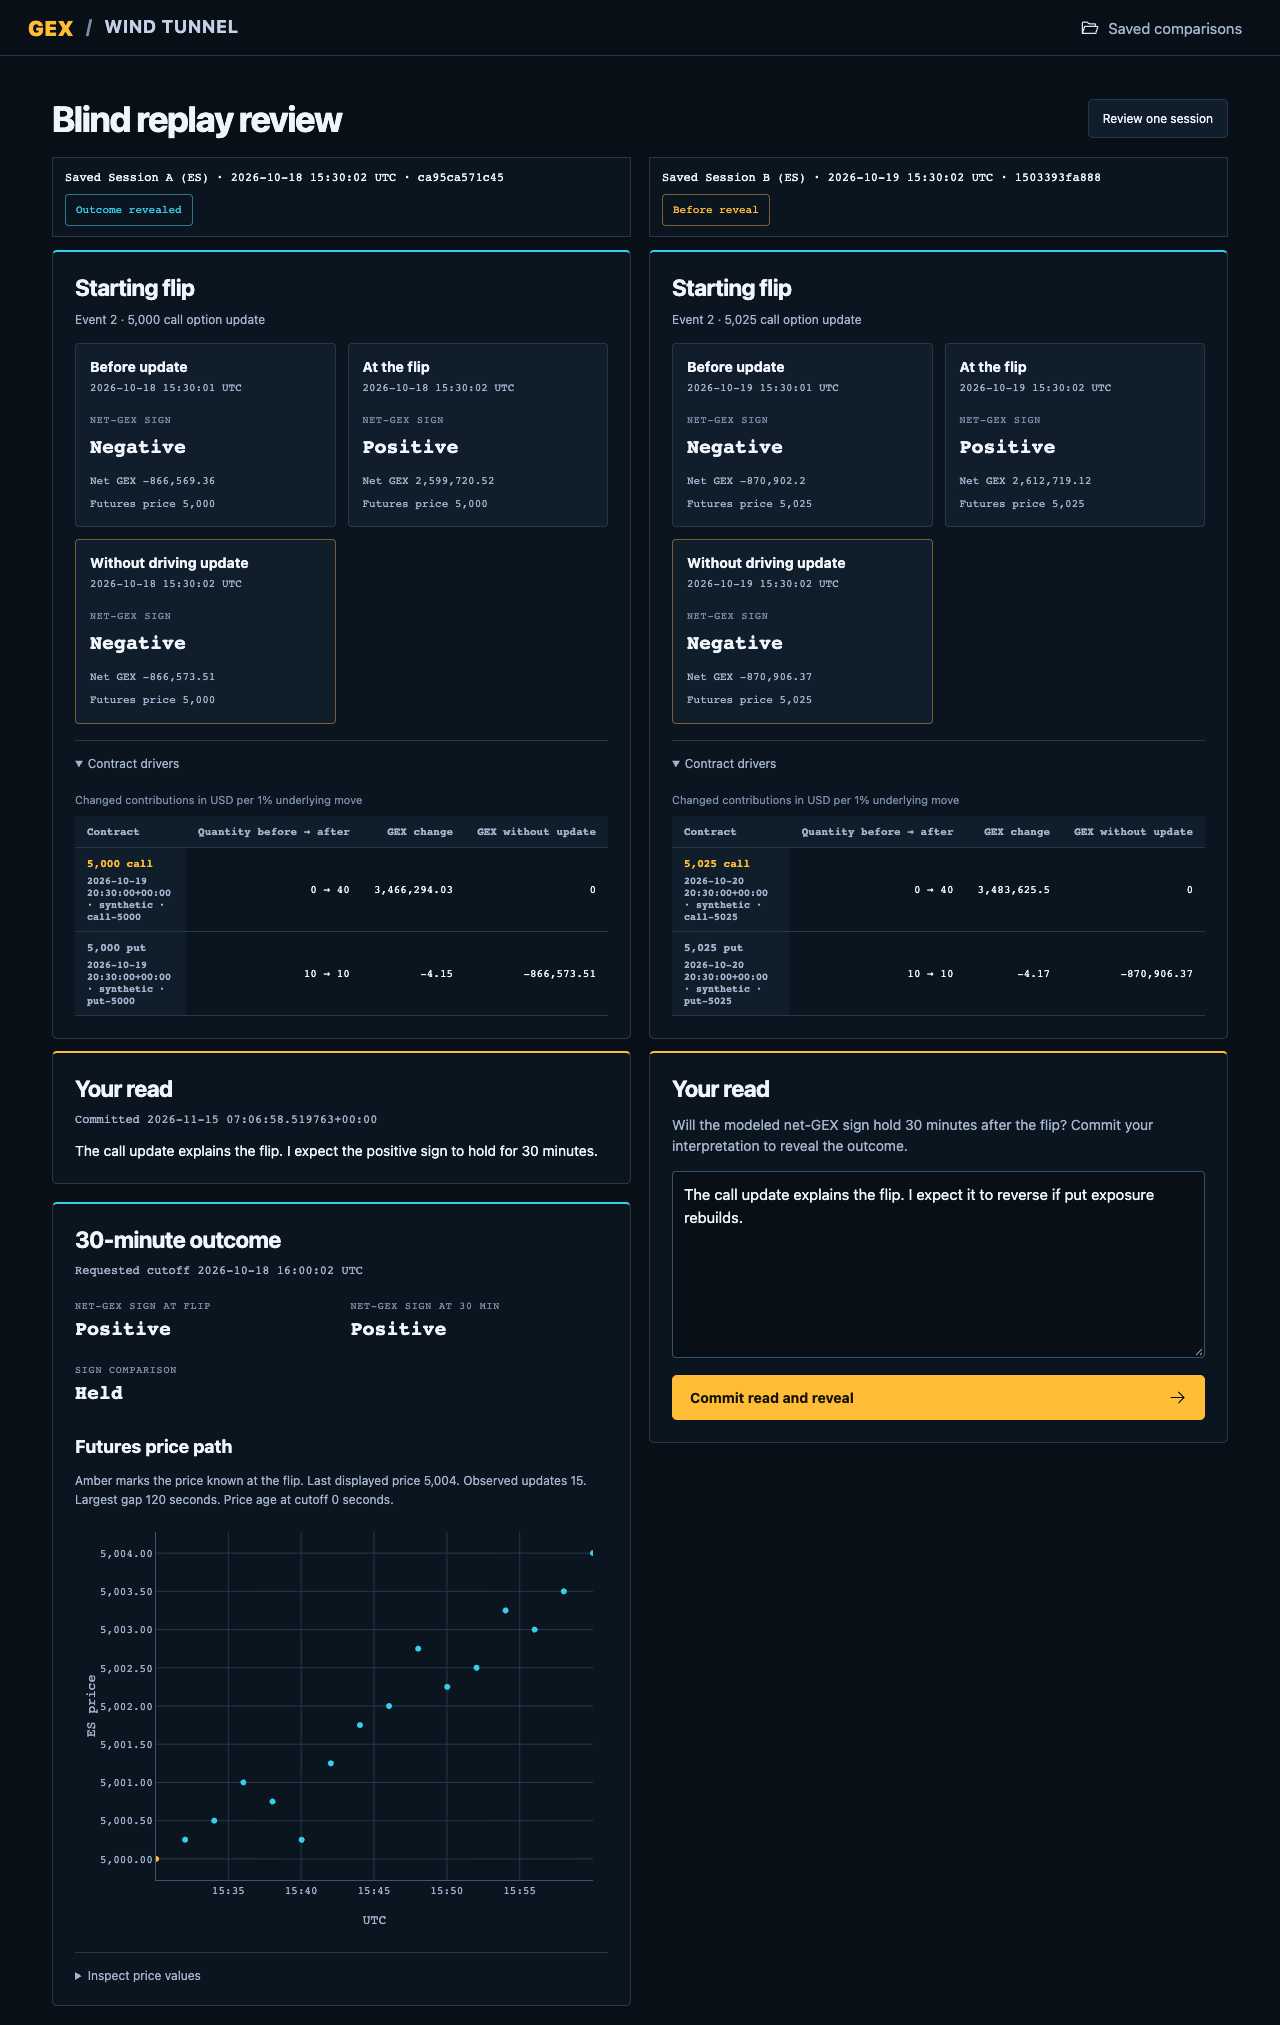 GEX / WIND TUNNEL
Saved comparisons
Blind replay review
Review one session
Saved Session A (ES) · 2026-10-18 15:30:02 UTC · ca95ca571c45
Outcome revealed
Starting flip
Event 2 · 5,000 call option update
Before update
2026-10-18 15:30:01 UTC
NET-GEX SIGN
Negative
Net GEX -866,569.36
Futures price 5,000
At the flip
2026-10-18 15:30:02 UTC
NET-GEX SIGN
Positive
Net GEX 2,599,720.52
Futures price 5,000
Without driving update
2026-10-18 15:30:02 UTC
NET-GEX SIGN
Negative
Net GEX -866,573.51
Futures price 5,000
▼ Contract drivers
Changed contributions in USD per 1% underlying move
Contract Quantity before → after GEX change GEX without update
5,000 call
2026-10-19
20:30:00+00:00
· synthetic ·
call-5000
0 → 40 3,466,294.03 0
5,000 put
2026-10-19
20:30:00+00:00
· synthetic ·
put-5000
10 → 10 -4.15 -866,573.51
Your read
Committed 2026-11-15 07:06:58.519763+00:00
The call update explains the flip. I expect the positive sign to hold for 30 minutes.
30-minute outcome
Requested cutoff 2026-10-18 16:00:02 UTC
NET-GEX SIGN AT FLIP
Positive
NET-GEX SIGN AT 30 MIN
Positive
SIGN COMPARISON
Held
Futures price path
Amber marks the price known at the flip. Last displayed price 5,004. Observed updates 15.
Largest gap 120 seconds. Price age at cutoff 0 seconds.
5,004.00
5,003.50
5,003.00
5,002.50
5,002.00
5,001.50
5,001.00
5,000.50
5,000.00
ES price
15:35 15:40 15:45 15:50 15:55
UTC
▶ Inspect price values
Saved Session B (ES) · 2026-10-19 15:30:02 UTC · 1503393fa888
Before reveal
Starting flip
Event 2 · 5,025 call option update
Before update
2026-10-19 15:30:01 UTC
NET-GEX SIGN
Negative
Net GEX -870,902.2
Futures price 5,025
At the flip
2026-10-19 15:30:02 UTC
NET-GEX SIGN
Positive
Net GEX 2,612,719.12
Futures price 5,025
Without driving update
2026-10-19 15:30:02 UTC
NET-GEX SIGN
Negative
Net GEX -870,906.37
Futures price 5,025
▼ Contract drivers
Changed contributions in USD per 1% underlying move
Contract Quantity before → after GEX change GEX without update
5,025 call
2026-10-20
20:30:00+00:00
· synthetic ·
call-5025
0 → 40 3,483,625.5 0
5,025 put
2026-10-20
20:30:00+00:00
· synthetic ·
put-5025
10 → 10 -4.17 -870,906.37
Your read
Will the modeled net-GEX sign hold 30 minutes after the flip? Commit your
interpretation to reveal the outcome.
The call update explains the flip. I expect it to reverse if put exposure
rebuilds.
Commit read and reveal →